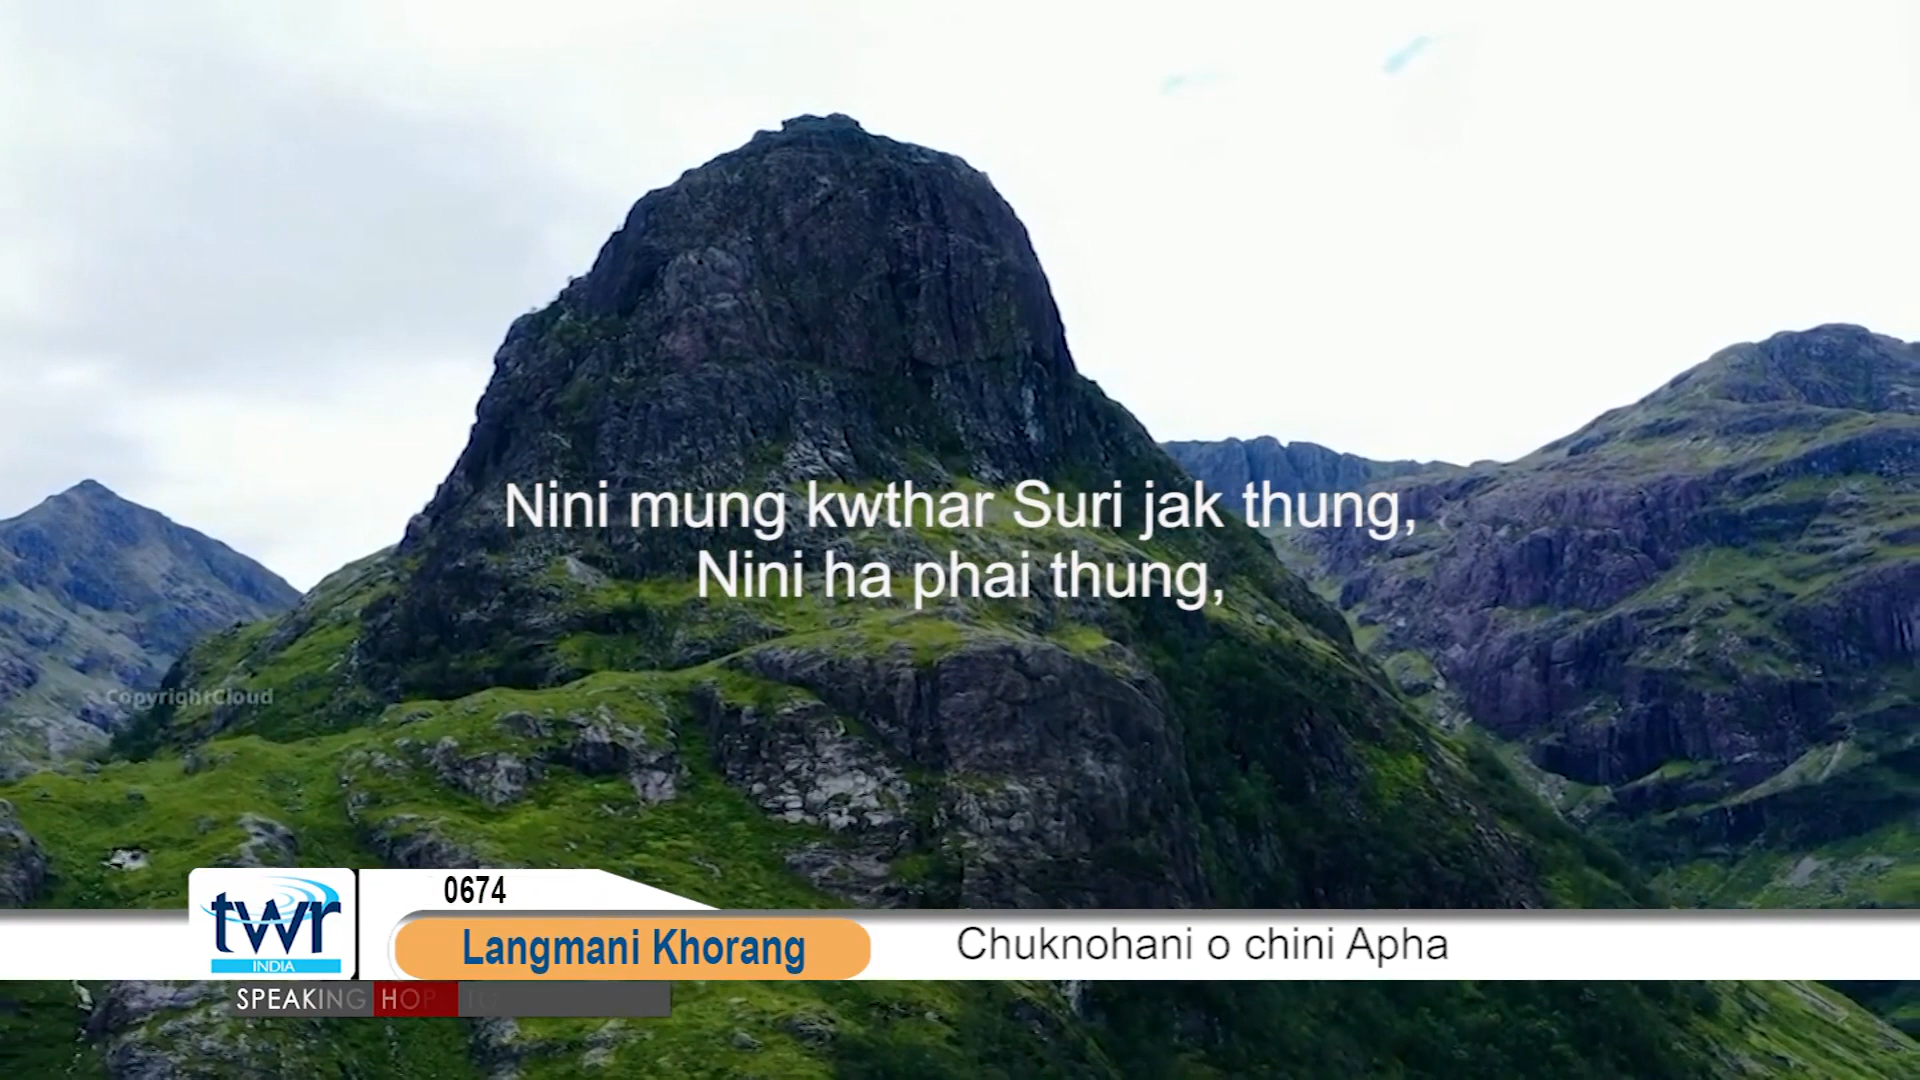 Nini mung kwthar Suri jak thung,
Nini ha phai thung,
CopyrightCloud
0674
twr
INDIA
Langmani Khorang
Chuknohani o chini Apha
SPEAKING HOP TO